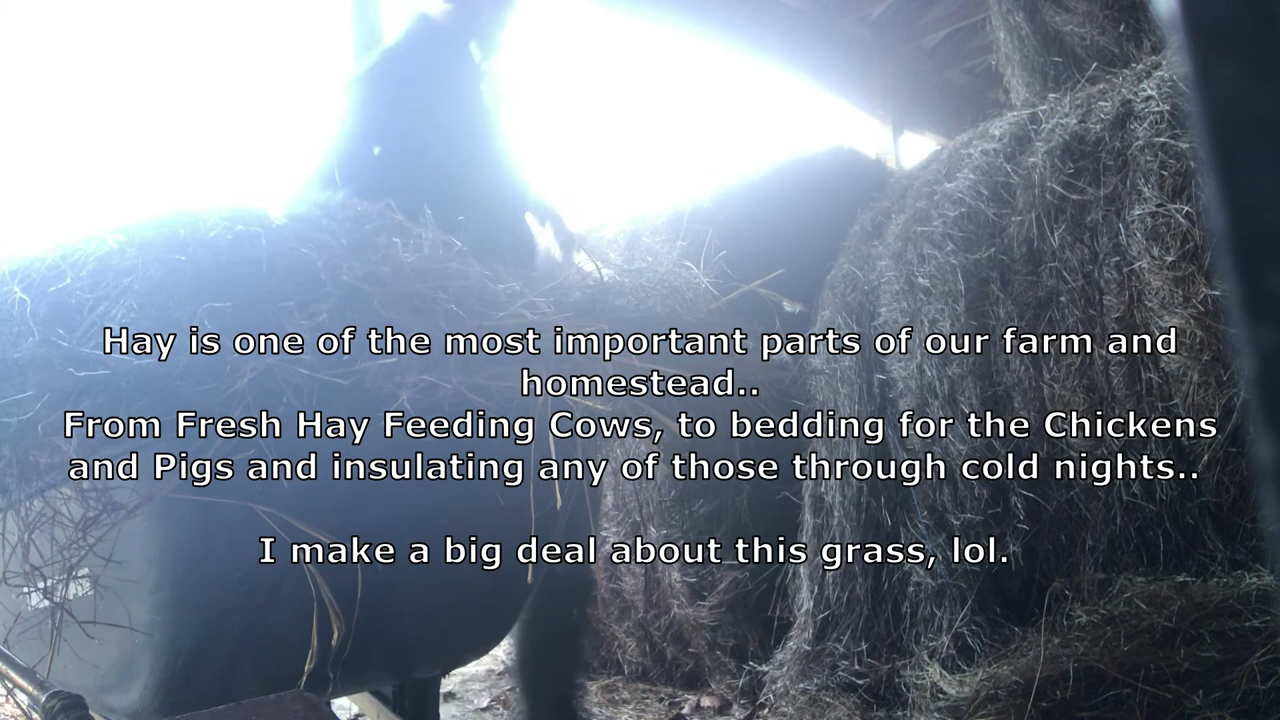 Hay is one of the most important parts of our farm and
homestead..
From Fresh Hay Feeding Cows, to bedding for the Chickens
and Pigs and insulating any of those through cold nights..
I make a big deal about this grass, lol.